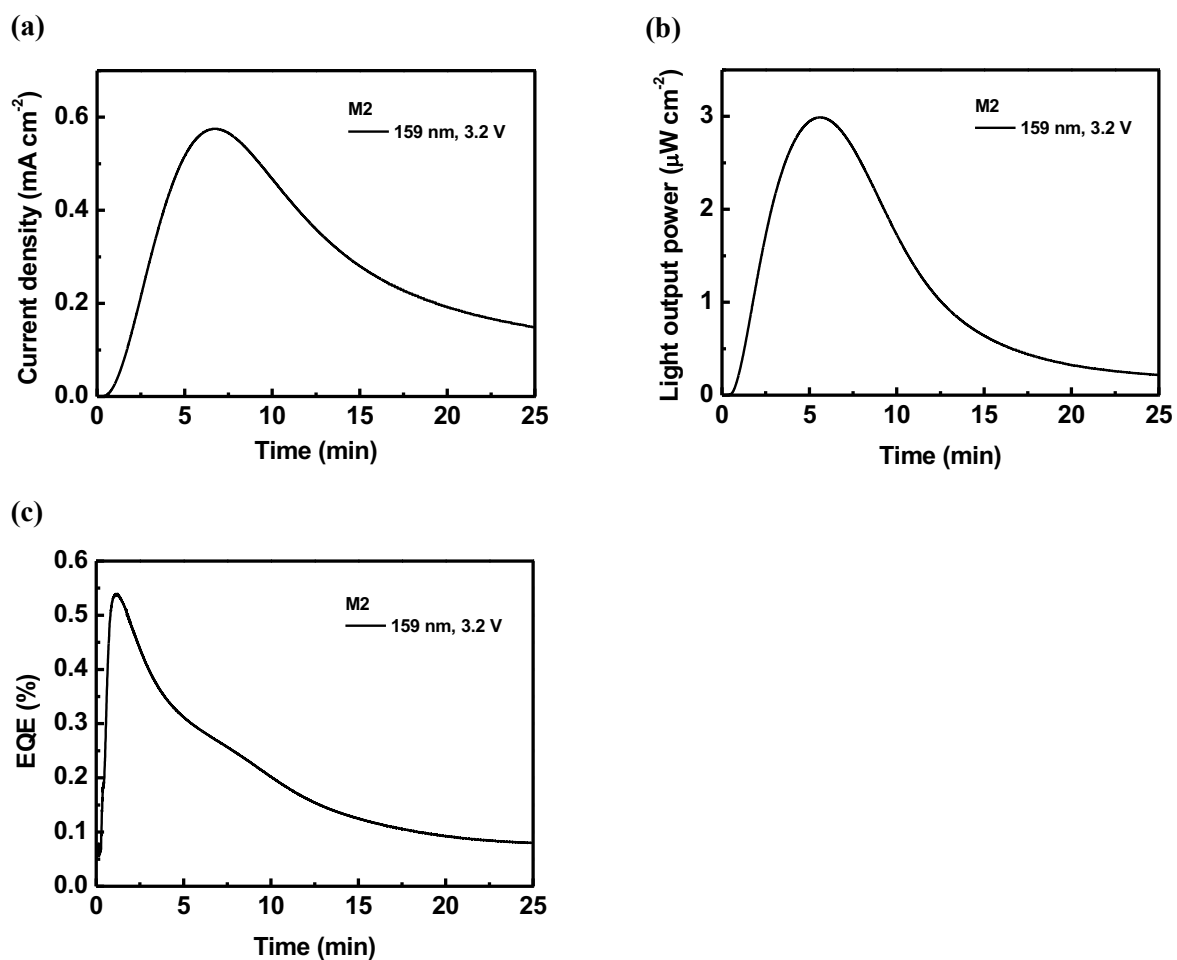 (a)
Current density (mA cm⁻²)
0.6
0.4
0.2
0.0
M2
159 nm, 3.2 V
0 5 10 15 20 25
Time (min)
(b)
Light output power (μW cm⁻²)
3
2
1
0
M2
159 nm, 3.2 V
0 5 10 15 20 25
Time (min)
(c)
EQE (%)
0.6
0.5
0.4
0.3
0.2
0.1
0.0
M2
159 nm, 3.2 V
0 5 10 15 20 25
Time (min)